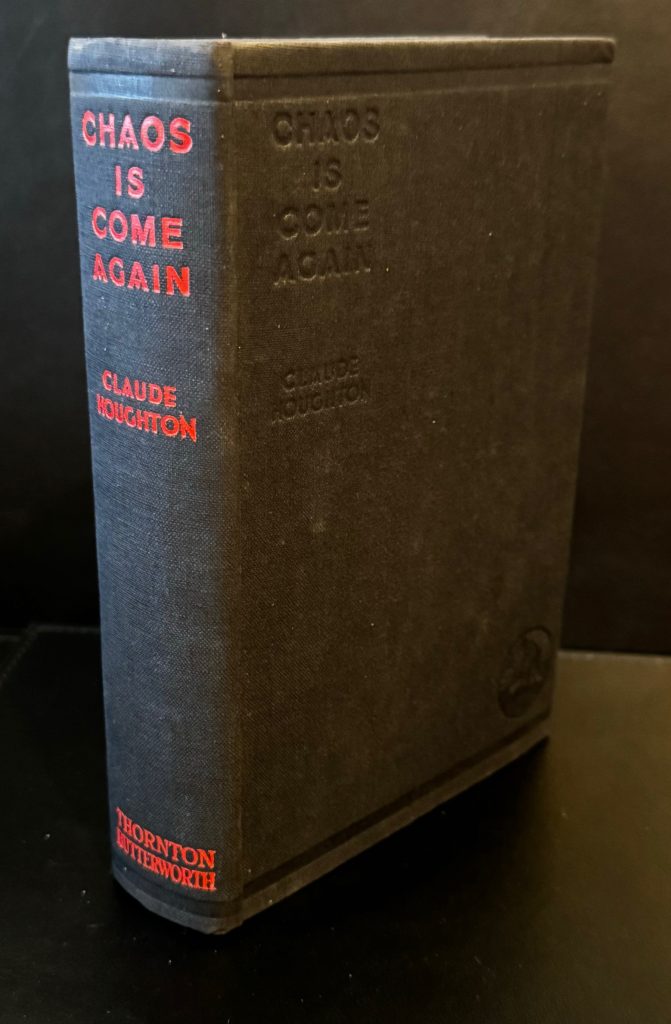 CHAOS
IS
COME
AGAIN
CLAUDE
HOUGHTON
THORNTON
BUTTERWORTH
CHAOS
IS
COME
AGAIN
CLAUDE
HOUGHTON